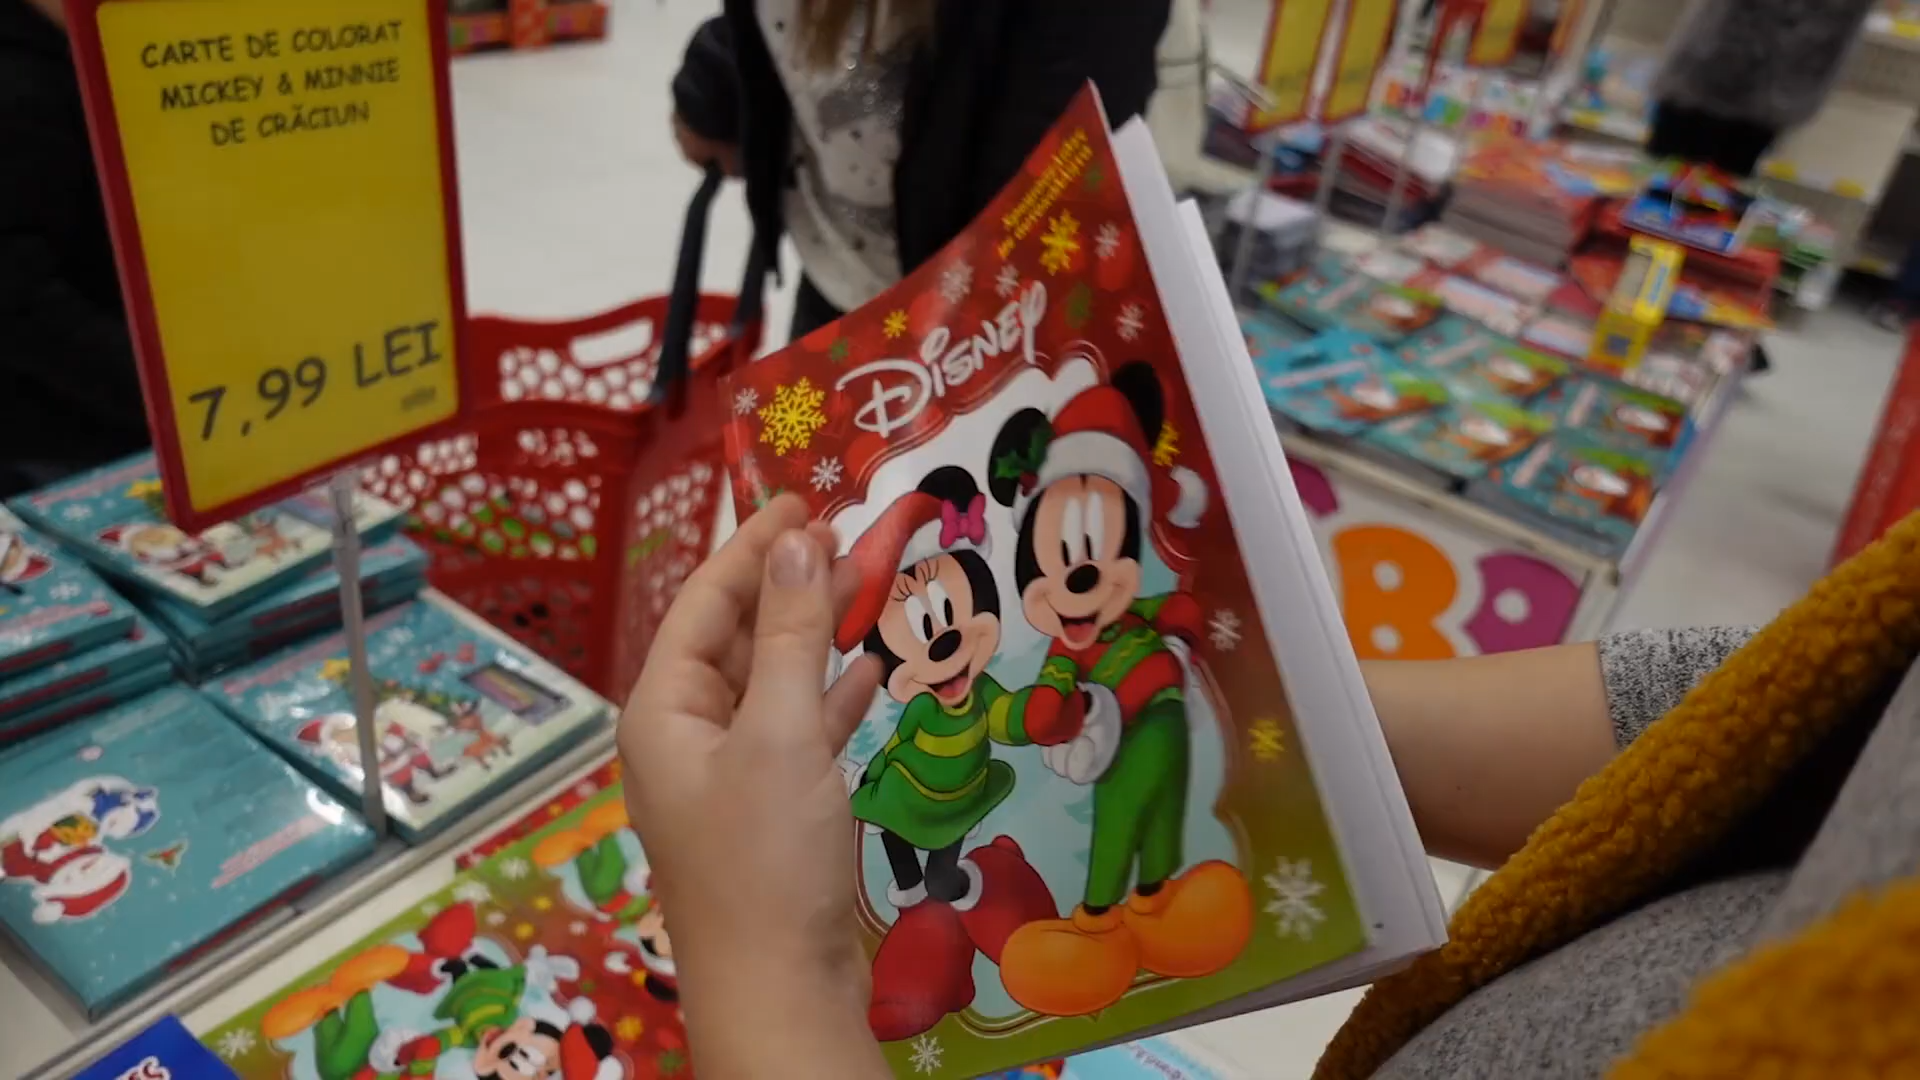 CARTE DE COLORAT
MICKEY & MINNIE
DE CRĂCIUN
7,99 LEI
DISNEY